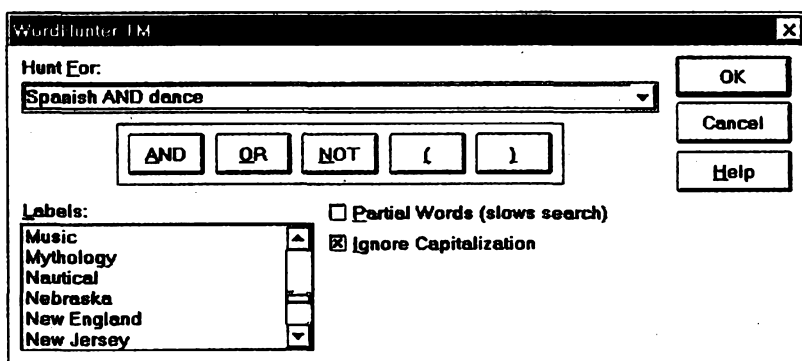 WordHunter TM
Hunt For:
Spanish AND dance
AND OR NOT ( )
OK
Cancel
Help
Labels:
Music
Mythology
Nautical
Nebraska
New England
New Jersey
Partial Words (slows search)
Ignore Capitalization